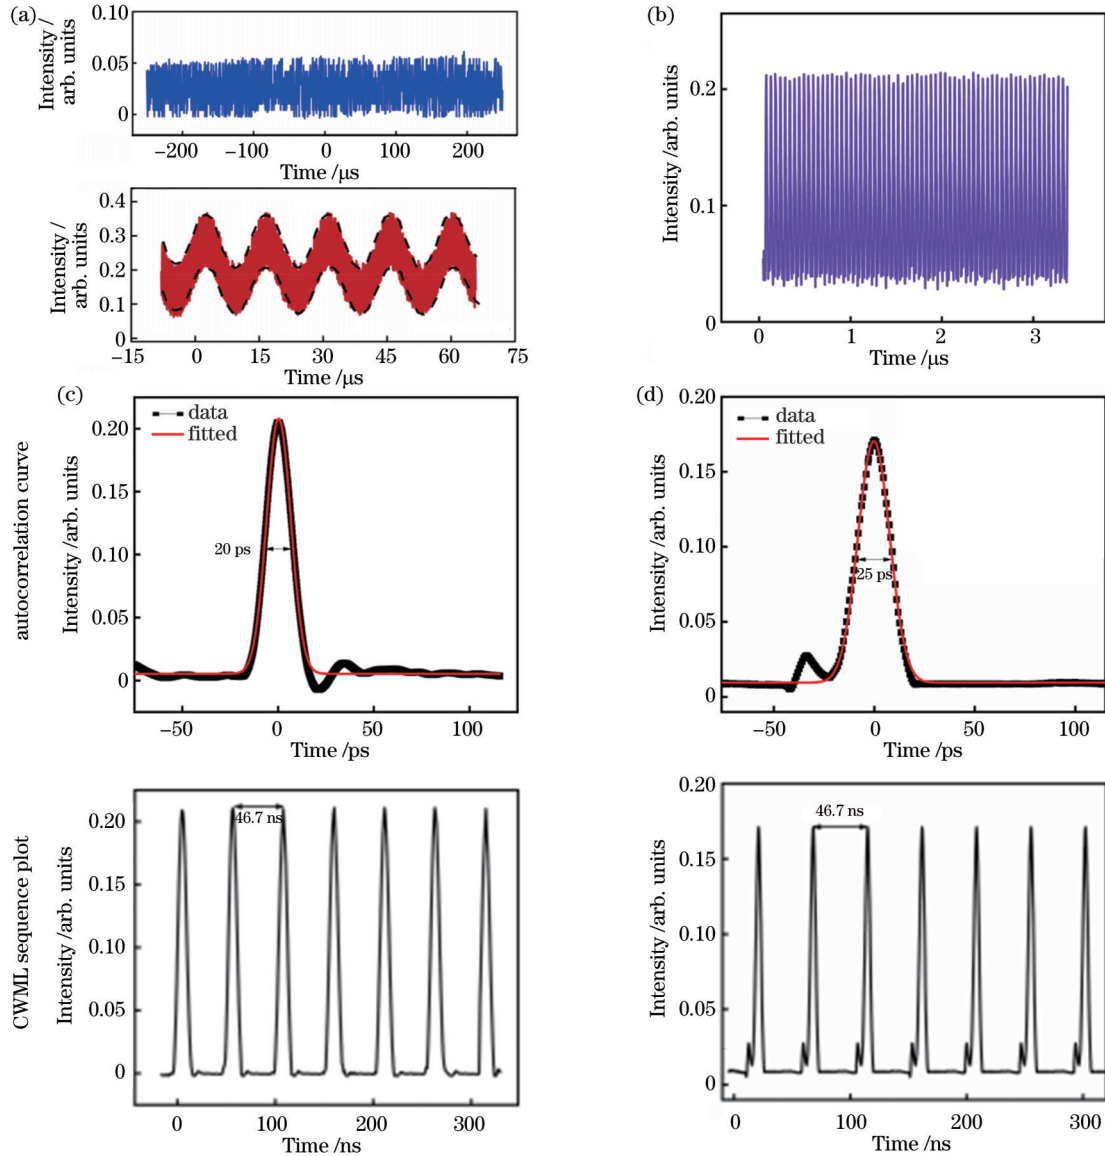 (a)
Intensity /
arb. units
0.10
0.05
0
−200
−100
0
100
200
Time /μs
Intensity /
arb. units
0.4
0.3
0.2
0.1
0
−15
0
15
30
45
60
75
Time /μs
(b)
Intensity /arb. units
0.2
0.1
0
0
1
2
3
Time /μs
(c)
autocorrelation curve
Intensity /arb. units
0.20
0.15
0.10
0.05
0
data
fitted
20 ps
−50
0
50
100
Time /ps
(d)
Intensity /arb. units
0.20
0.15
0.10
0.05
0
data
fitted
25 ps
−50
0
50
100
Time /ps
CWML sequence plot
Intensity /arb. units
0.20
0.15
0.10
0.05
0
46.7 ns
0
100
200
300
Time /ns
Intensity /arb. units
0.20
0.15
0.10
0.05
0
46.7 ns
0
100
200
300
Time /ns